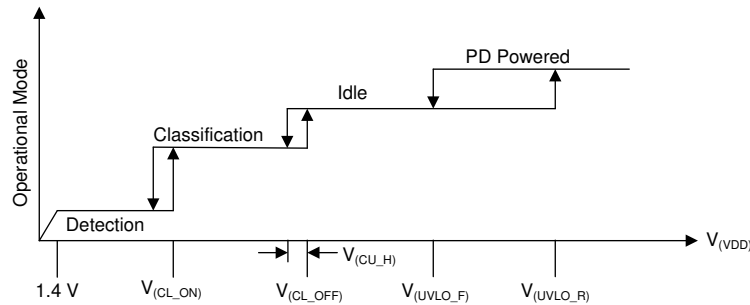 Operational Mode
PD Powered
Idle
Classification
Detection
V(VDD)
V(CU_H)
1.4 V
V(CL_ON)
V(CL_OFF)
V(UVLO_F)
V(UVLO_R)